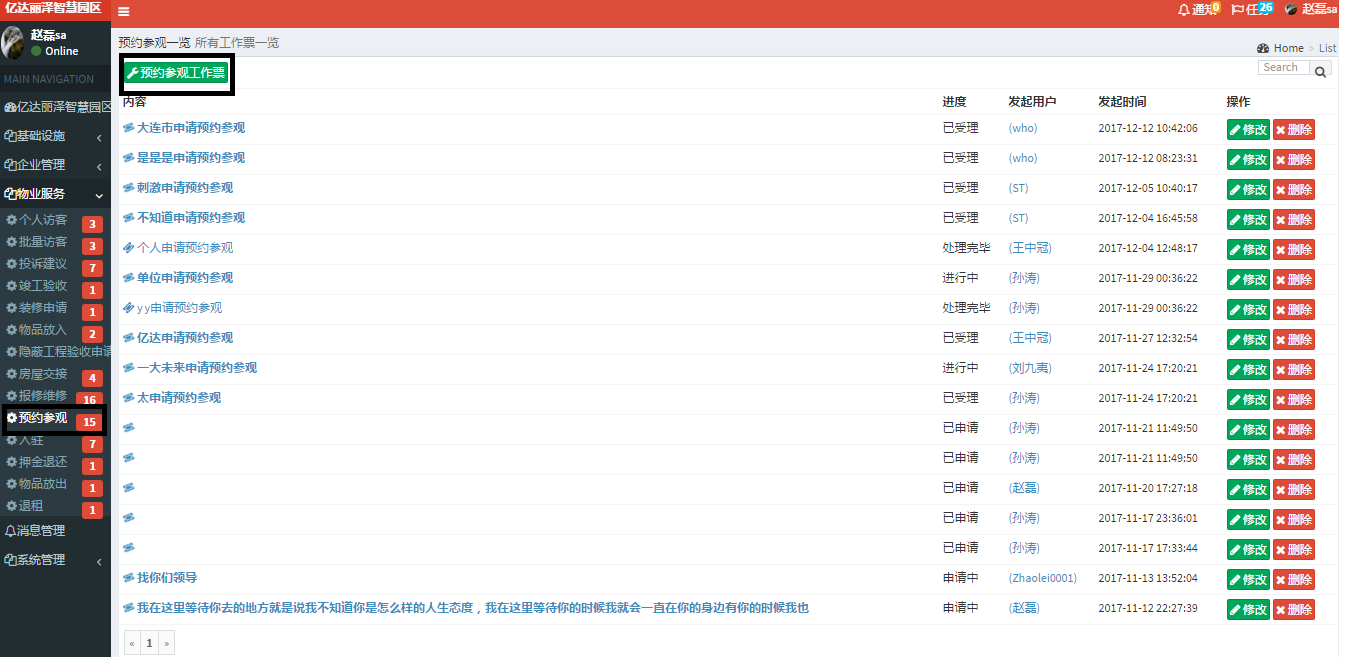 亿达丽泽智慧园区
通知 0 任务 26 赵磊sa
赵磊sa
Online
MAIN NAVIGATION
亿达丽泽智慧园区
基础设施
企业管理
物业服务
个人访客 3
批量访客 3
投诉建议 7
竣工验收 1
装修申请 1
物品放入 2
隐蔽工程验收申请
房屋交接 4
报修维修 16
预约参观 15
入驻 7
押金退还 1
物品放出 1
退租 1
消息管理
系统管理
预约参观一览 所有工作票一览
Home > List
预约参观工作票
Search
内容 进度 发起用户 发起时间 操作
大连市申请预约参观 已受理 (who) 2017-12-12 10:42:06 修改 删除
是是是申请预约参观 已受理 (who) 2017-12-12 08:23:31 修改 删除
刺激申请预约参观 已受理 (ST) 2017-12-05 10:40:17 修改 删除
不知道申请预约参观 已受理 (ST) 2017-12-04 16:45:58 修改 删除
个人申请预约参观 处理完毕 (王中冠) 2017-12-04 12:48:17 修改 删除
单位申请预约参观 进行中 (孙涛) 2017-11-29 00:36:22 修改 删除
yy申请预约参观 处理完毕 (孙涛) 2017-11-29 00:36:22 修改 删除
亿达申请预约参观 已受理 (王中冠) 2017-11-27 12:32:54 修改 删除
一大未来申请预约参观 进行中 (刘九夷) 2017-11-24 17:20:21 修改 删除
太申请预约参观 已受理 (孙涛) 2017-11-24 17:20:21 修改 删除
已申请 (孙涛) 2017-11-21 11:49:50 修改 删除
已申请 (孙涛) 2017-11-21 11:49:50 修改 删除
已申请 (赵磊) 2017-11-20 17:27:18 修改 删除
已申请 (孙涛) 2017-11-17 23:36:01 修改 删除
已申请 (孙涛) 2017-11-17 17:33:44 修改 删除
找你们领导 申请中 (Zhaolei0001) 2017-11-13 13:52:04 修改 删除
我在这里等待你去的地方就是说我不知道你是怎么样的人生态度，我在这里等待你的时候我就会一直在你的身边有你的时候我也 申请中 (赵磊) 2017-11-12 22:27:39 修改 删除
« 1 »